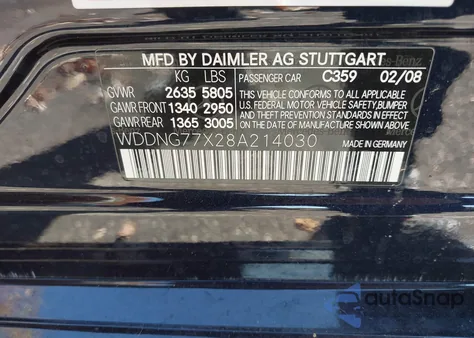 MFD BY DAIMLER AG STUTTGART
KG LBS PASSENGER CAR C359 02/08
GVWR 2635 5805 THIS VEHICLE CONFORMS TO ALL APPLICABLE
GAWR FRONT 1340 2950 U.S. FEDERAL MOTOR VEHICLE SAFETY, BUMPER
GAWR REAR 1365 3005 AND THEFT PREVENTION STANDARDS IN EFFECT
ON THE DATE OF MANUFACTURE SHOWN ABOVE
WDDNG77X28A214030 MADE IN GERMANY
autoSnap